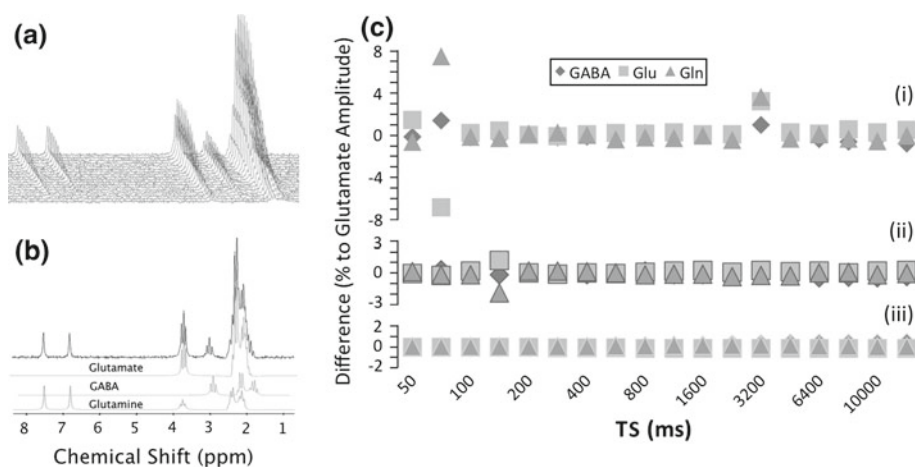 (a)
(b)
Glutamate
GABA
Glutamine
8 7 6 5 4 3 2 1
Chemical Shift (ppm)
(c)
Difference (% to Glutamate Amplitude)
8
4
0
-4
-8
GABA Glu Gln
(i)
3
0
-3
(ii)
2
0
-2
(iii)
50 100 200 400 800 1600 3200 6400 10000
TS (ms)